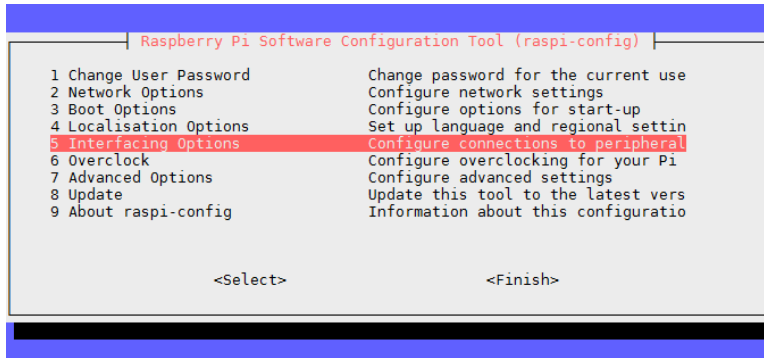 Raspberry Pi Software Configuration Tool (raspi-config)
1 Change User Password Change password for the current use
2 Network Options Configure network settings
3 Boot Options Configure options for start-up
4 Localisation Options Set up language and regional settin
5 Interfacing Options Configure connections to peripheral
6 Overclock Configure overclocking for your Pi
7 Advanced Options Configure advanced settings
8 Update Update this tool to the latest vers
9 About raspi-config Information about this configuratio
<Select> <Finish>